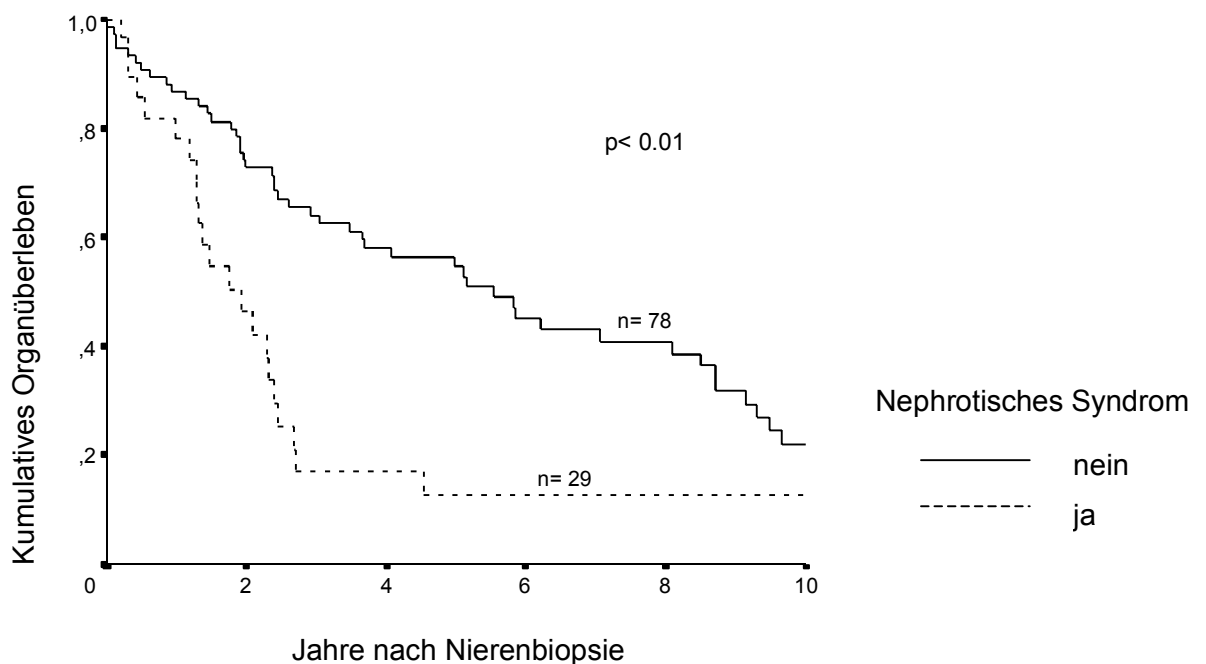 1,0
,8
,6
,4
,2
0
2
4
6
8
10
Kumulatives Organüberleben
Jahre nach Nierenbiopsie
p< 0.01
n= 78
n= 29
Nephrotisches Syndrom
nein
ja